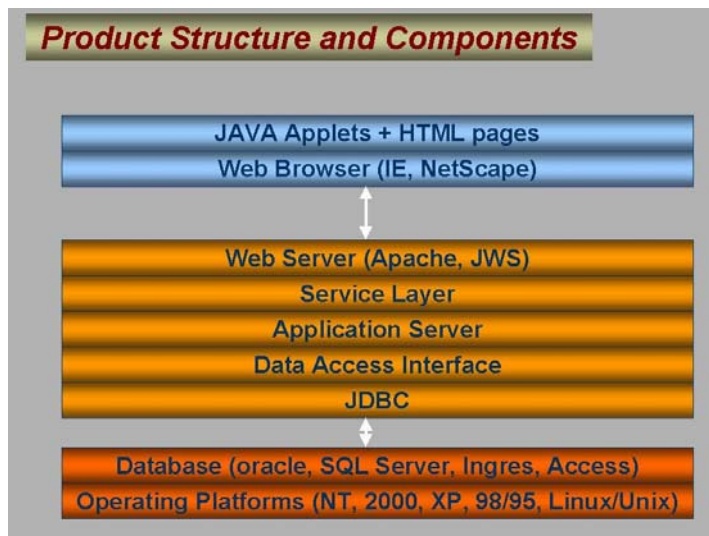 Product Structure and Components
JAVA Applets + HTML pages
Web Browser (IE, NetScape)
Web Server (Apache, JWS)
Service Layer
Application Server
Data Access Interface
JDBC
Database (oracle, SQL Server, Ingres, Access)
Operating Platforms (NT, 2000, XP, 98/95, Linux/Unix)